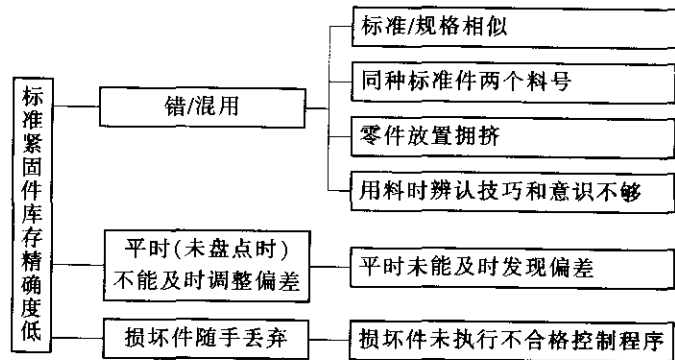 标准紧固件库存精确度低
错/混用
标准/规格相似
同种标准件两个料号
零件放置拥挤
用料时辨认技巧和意识不够
平时(未盘点时)
不能及时调整偏差
平时未能及时发现偏差
损坏件随手丢弃
损坏件未执行不合格控制程序